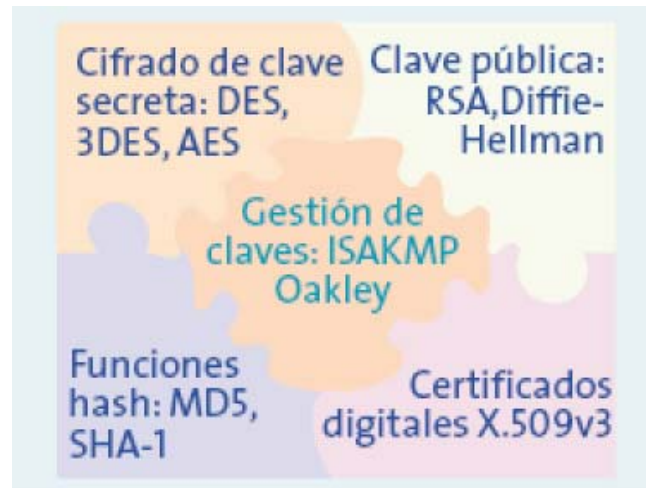 Cifrado de clave
secreta: DES,
3DES, AES
Clave pública:
RSA,Diffie-
Hellman
Gestión de
claves: ISAKMP
Oakley
Funciones
hash: MD5,
SHA-1
Certificados
digitales X.509v3